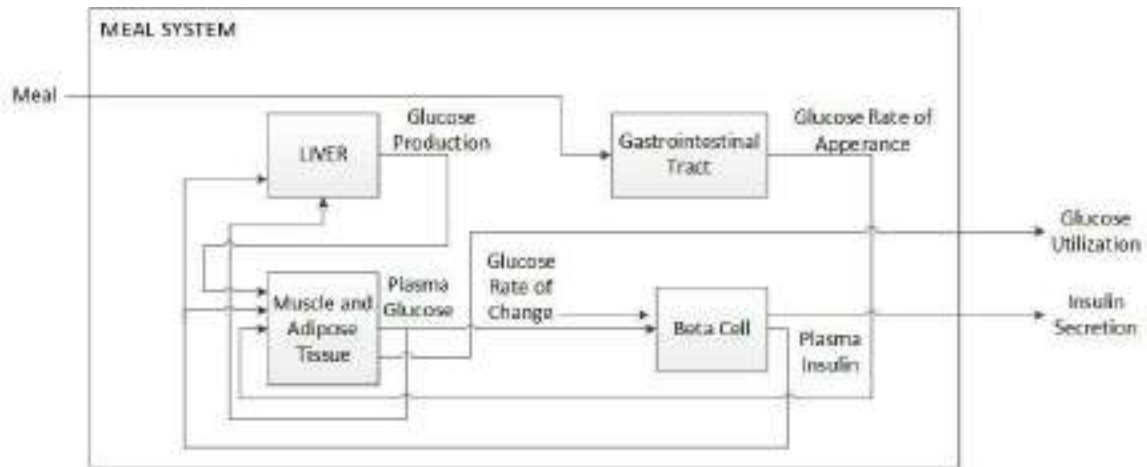 MEAL SYSTEM
Meal
LIVER
Glucose
Production
Gastrointestinal
Tract
Glucose Rate of
Apperance
Glucose
Utilization
Muscle and
Adipose
Tissue
Plasma
Glucose
Glucose
Rate of
Change
Beta Cell
Plasma
Insulin
Insulin
Secretion